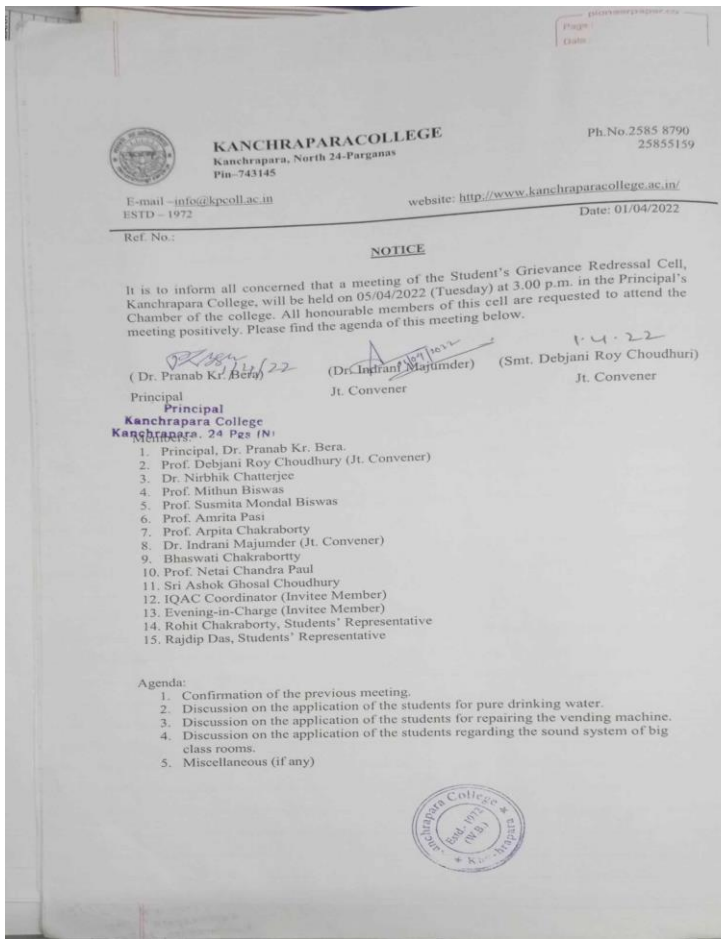 Page :
Date :
KANCHRAPARACOLLEGE
Kanchrapara, North 24-Parganas
Pin-743145
Ph.No.2585 8790
25855159
E-mail –info@kpcoll.ac.in
website: http://www.kanchraparacollege.ac.in/
ESTD – 1972
Date: 01/04/2022
Ref. No.:
NOTICE
It is to inform all concerned that a meeting of the Student's Grievance Redressal Cell,
Kanchrapara College, will be held on 05/04/2022 (Tuesday) at 3.00 p.m. in the Principal's
Chamber of the college. All honourable members of this cell are requested to attend the
meeting positively. Please find the agenda of this meeting below.
1.4.22
( Dr. Pranab Kr. Bera)
(Dr. Indrani Majumder)
(Smt. Debjani Roy Choudhuri)
Principal
Jt. Convener
Jt. Convener
Principal
Kanchrapara College
Kanchrapara, 24 Pgs (N)
Members:
1. Principal, Dr. Pranab Kr. Bera.
2. Prof. Debjani Roy Choudhury (Jt. Convener)
3. Dr. Nirbhik Chatterjee
4. Prof. Mithun Biswas
5. Prof. Susmita Mondal Biswas
6. Prof. Amrita Pasi
7. Prof. Arpita Chakraborty
8. Dr. Indrani Majumder (Jt. Convener)
9. Bhaswati Chakrabortty
10. Prof. Netai Chandra Paul
11. Sri Ashok Ghosal Choudhury
12. IQAC Coordinator (Invitee Member)
13. Evening-in-Charge (Invitee Member)
14. Rohit Chakraborty, Students' Representative
15. Rajdip Das, Students' Representative
Agenda:
1. Confirmation of the previous meeting.
2. Discussion on the application of the students for pure drinking water.
3. Discussion on the application of the students for repairing the vending machine.
4. Discussion on the application of the students regarding the sound system of big
class rooms.
5. Miscellaneous (if any)
Kanchrapara College
Estd.- 1972
(W.B.)